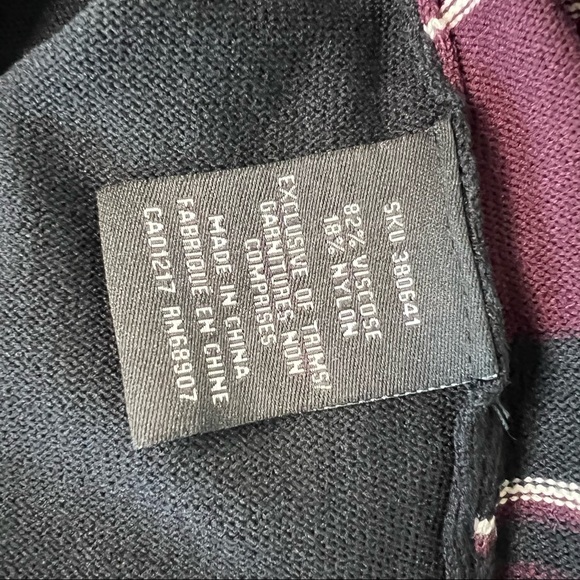 SKU 380641
82% VISCOSE
18% NYLON
EXCLUSIVE OF TRIMS/
GARNITURES NON
COMPRISES
MADE IN CHINA
FABRIQUE EN CHINE
CA01217 RN68907